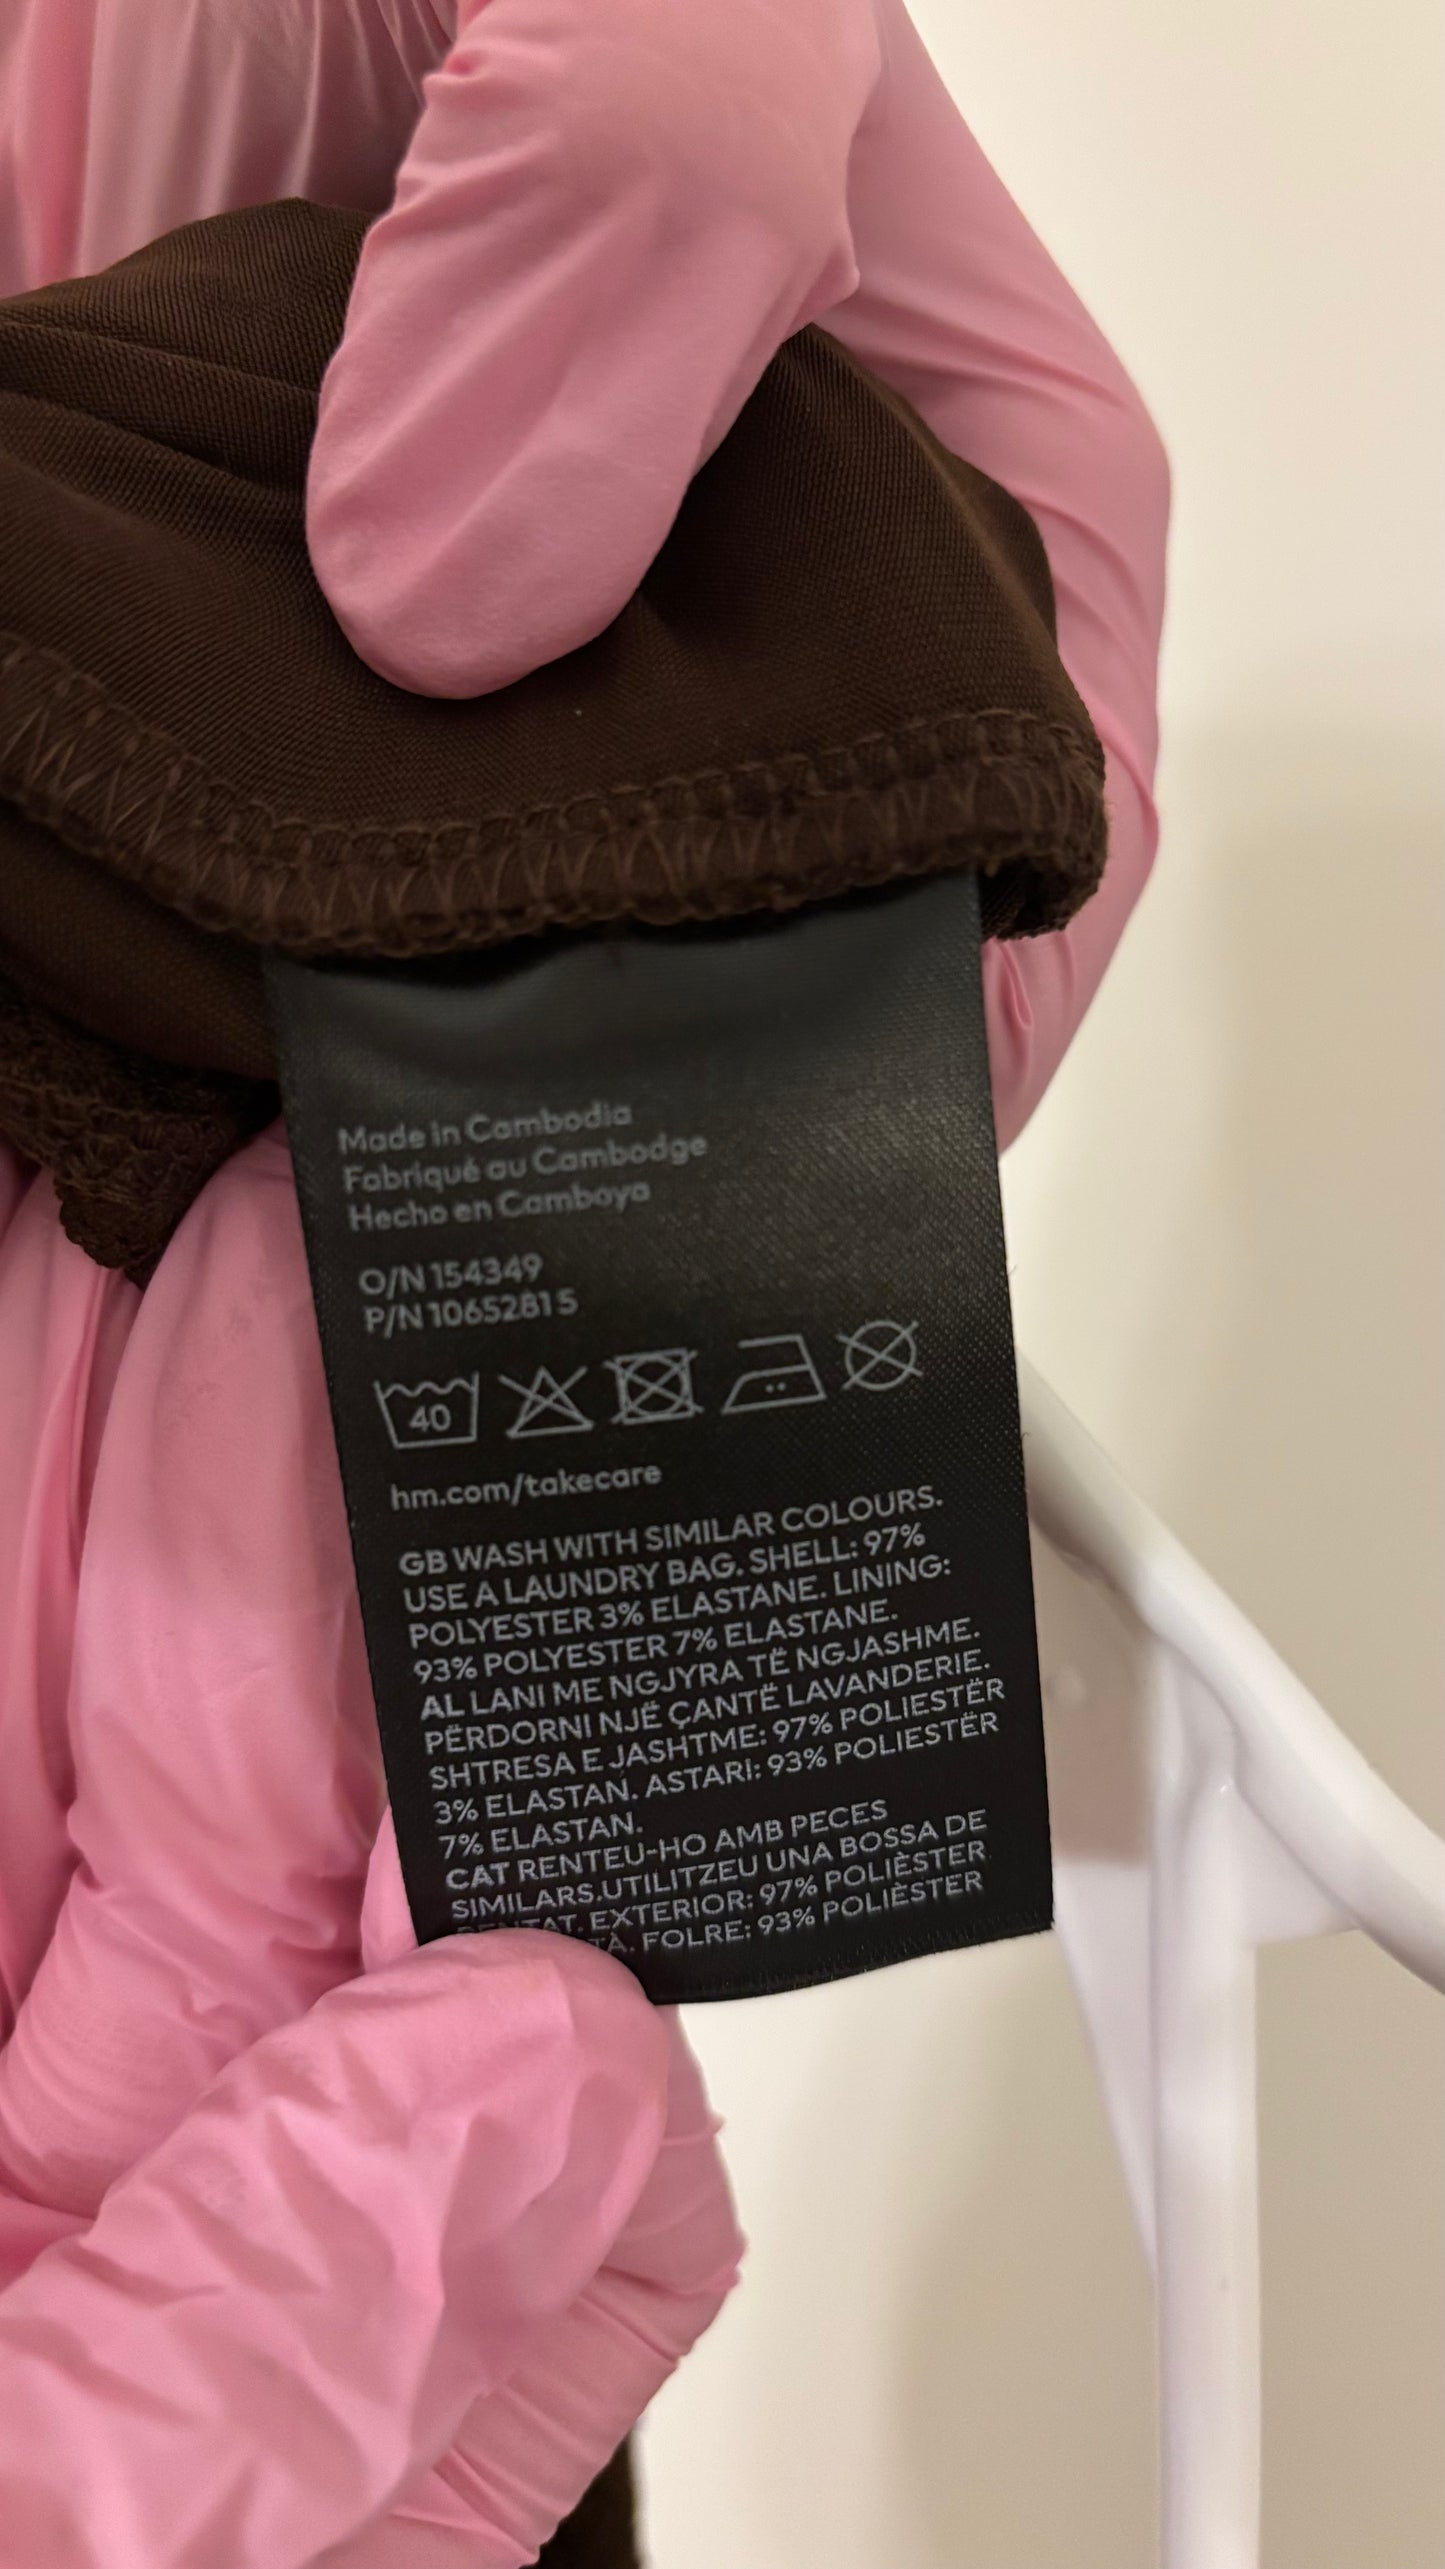 Made in Cambodia
Fabriqué au Cambodge
Hecho en Camboya
O/N 154349
P/N 10652815
40
hm.com/takecare
GB WASH WITH SIMILAR COLOURS.
USE A LAUNDRY BAG. SHELL: 97%
POLYESTER 3% ELASTANE. LINING:
93% POLYESTER 7% ELASTANE.
AL LANI ME NGJYRA TË NGJASHME.
PËRDORNI NJË ÇANTË LAVANDERIE.
SHTRESA E JASHTME: 97% POLIESTËR
3% ELASTAN. ASTARI: 93% POLIESTËR
7% ELASTAN.
CAT RENTEU-HO AMB PECES
SIMILARS.UTILITZEU UNA BOSSA DE
EXTERIOR: 97% POLIÈSTER
FOLRE: 93% POLIÈSTER